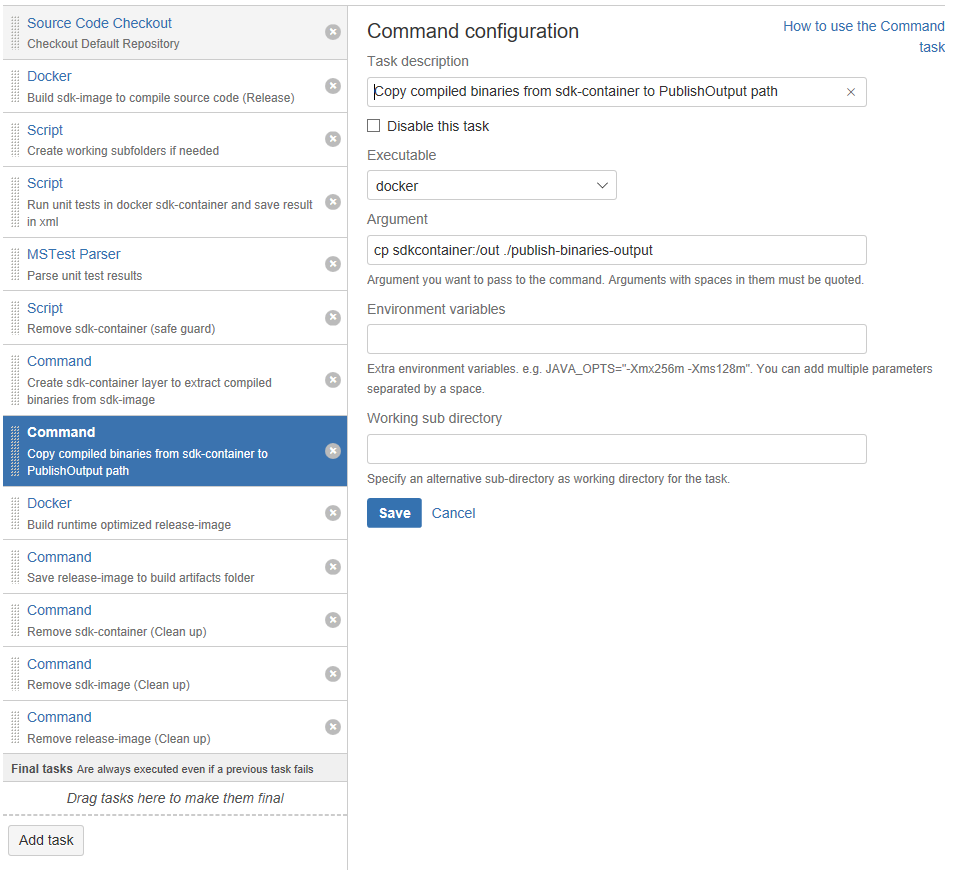 Source Code Checkout
Checkout Default Repository
Docker
Build sdk-image to compile source code (Release)
Script
Create working subfolders if needed
Script
Run unit tests in docker sdk-container and save result
in xml
MSTest Parser
Parse unit test results
Script
Remove sdk-container (safe guard)
Command
Create sdk-container layer to extract compiled
binaries from sdk-image
Command
Copy compiled binaries from sdk-container to
PublishOutput path
Docker
Build runtime optimized release-image
Command
Save release-image to build artifacts folder
Command
Remove sdk-container (Clean up)
Command
Remove sdk-image (Clean up)
Command
Remove release-image (Clean up)
Final tasks Are always executed even if a previous task fails
Drag tasks here to make them final
Add task
Command configuration
How to use the Command
task
Task description
Copy compiled binaries from sdk-container to PublishOutput path
Disable this task
Executable
docker
Argument
cp sdkcontainer:/out ./publish-binaries-output
Argument you want to pass to the command. Arguments with spaces in them must be quoted.
Environment variables
Extra environment variables. e.g. JAVA_OPTS="-Xmx256m -Xms128m". You can add multiple parameters
separated by a space.
Working sub directory
Specify an alternative sub-directory as working directory for the task.
Save Cancel